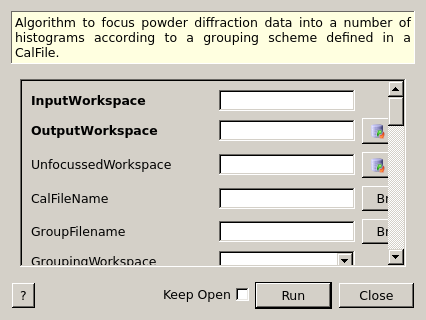 Algorithm to focus powder diffraction data into a number of
histograms according to a grouping scheme defined in a
CalFile.
InputWorkspace
OutputWorkspace
UnfocussedWorkspace
CalFileName Br
GroupFilename Br
GroupingWorkspace
? Keep Open Run Close